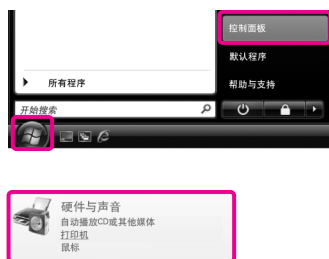 控制面板
默认程序
所有程序
帮助与支持
开始搜索
硬件与声音
自动播放CD或其他媒体
打印机
鼠标